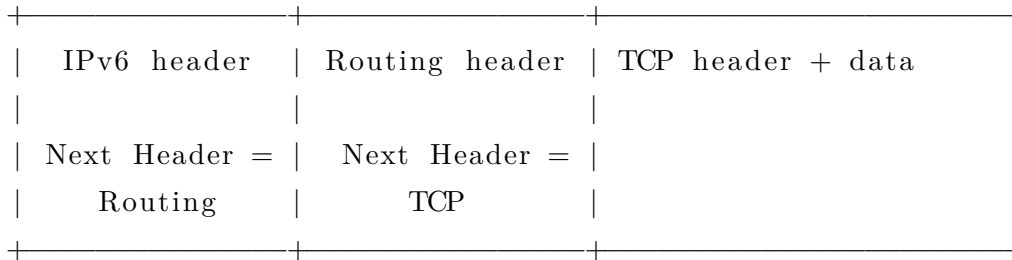 +---------------+----------------+------------------------
| IPv6 header | Routing header | TCP header + data
| | |
| Next Header = | Next Header = |
| Routing | TCP |
+---------------+----------------+------------------------